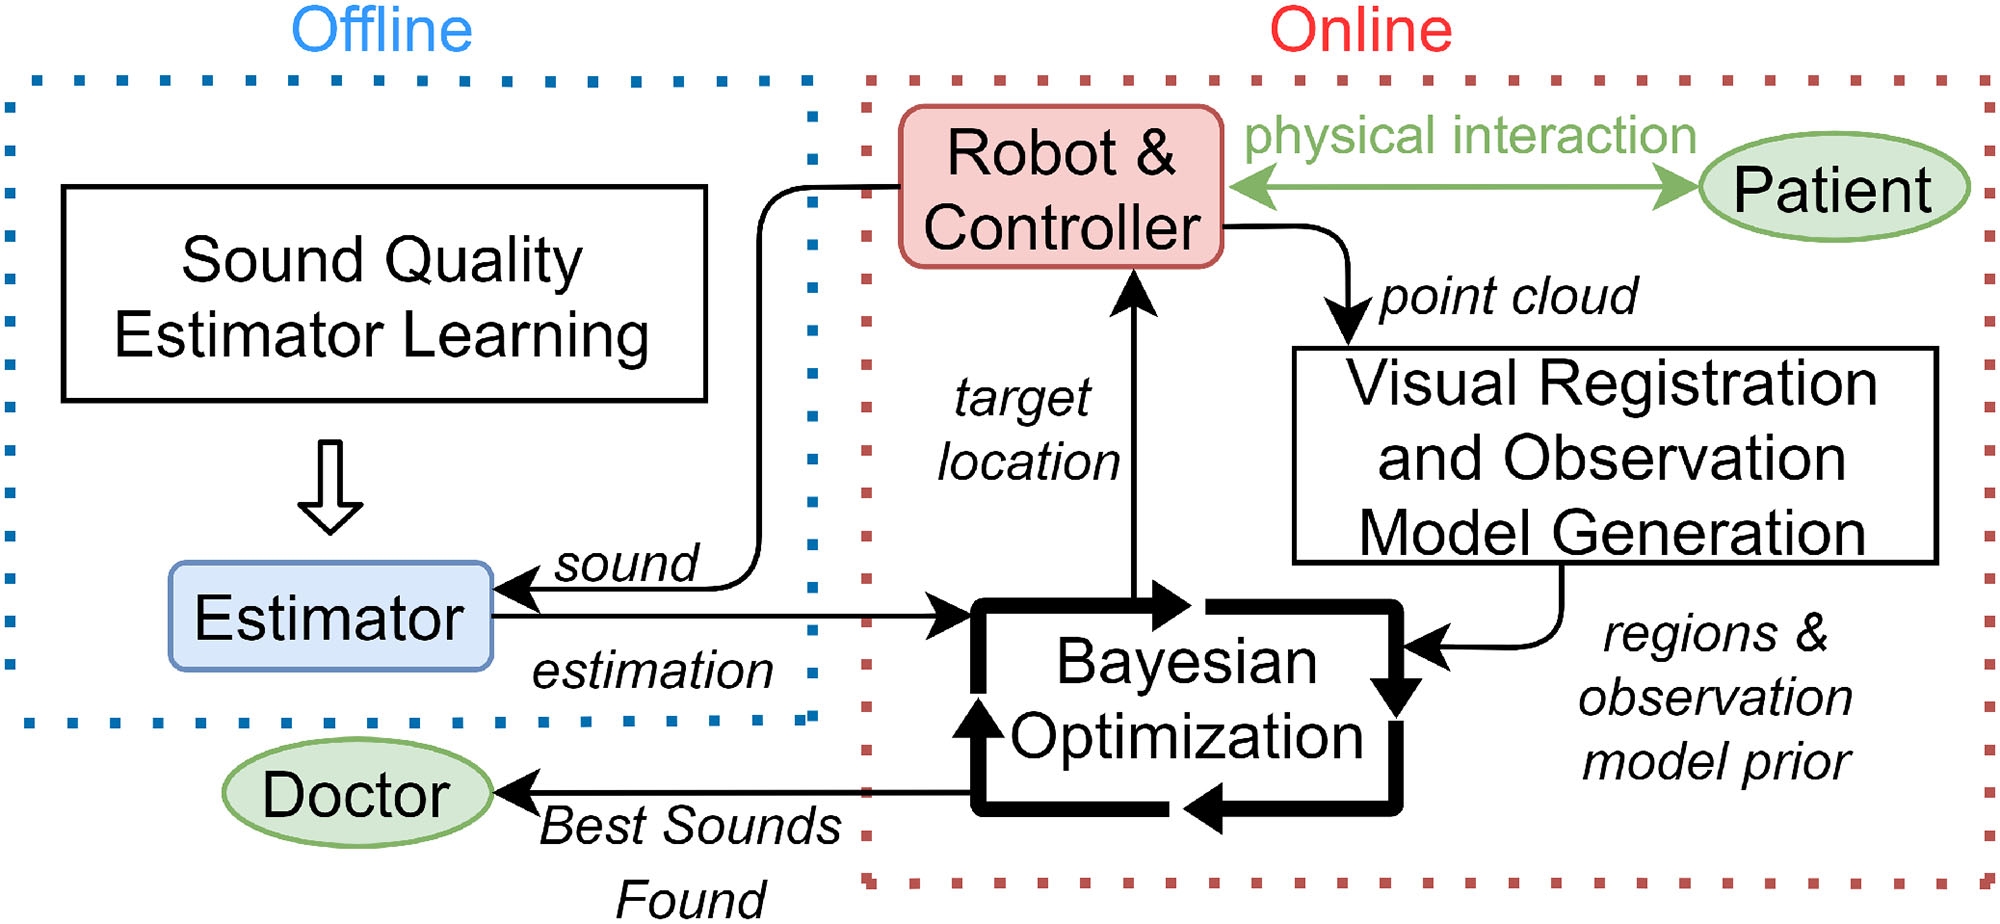 Offline
Online
Sound Quality
Estimator Learning
Estimator
sound
estimation
Doctor
Best Sounds
Found
Robot &
Controller
physical interaction
Patient
point cloud
target
location
Visual Registration
and Observation
Model Generation
Bayesian
Optimization
regions &
observation
model prior